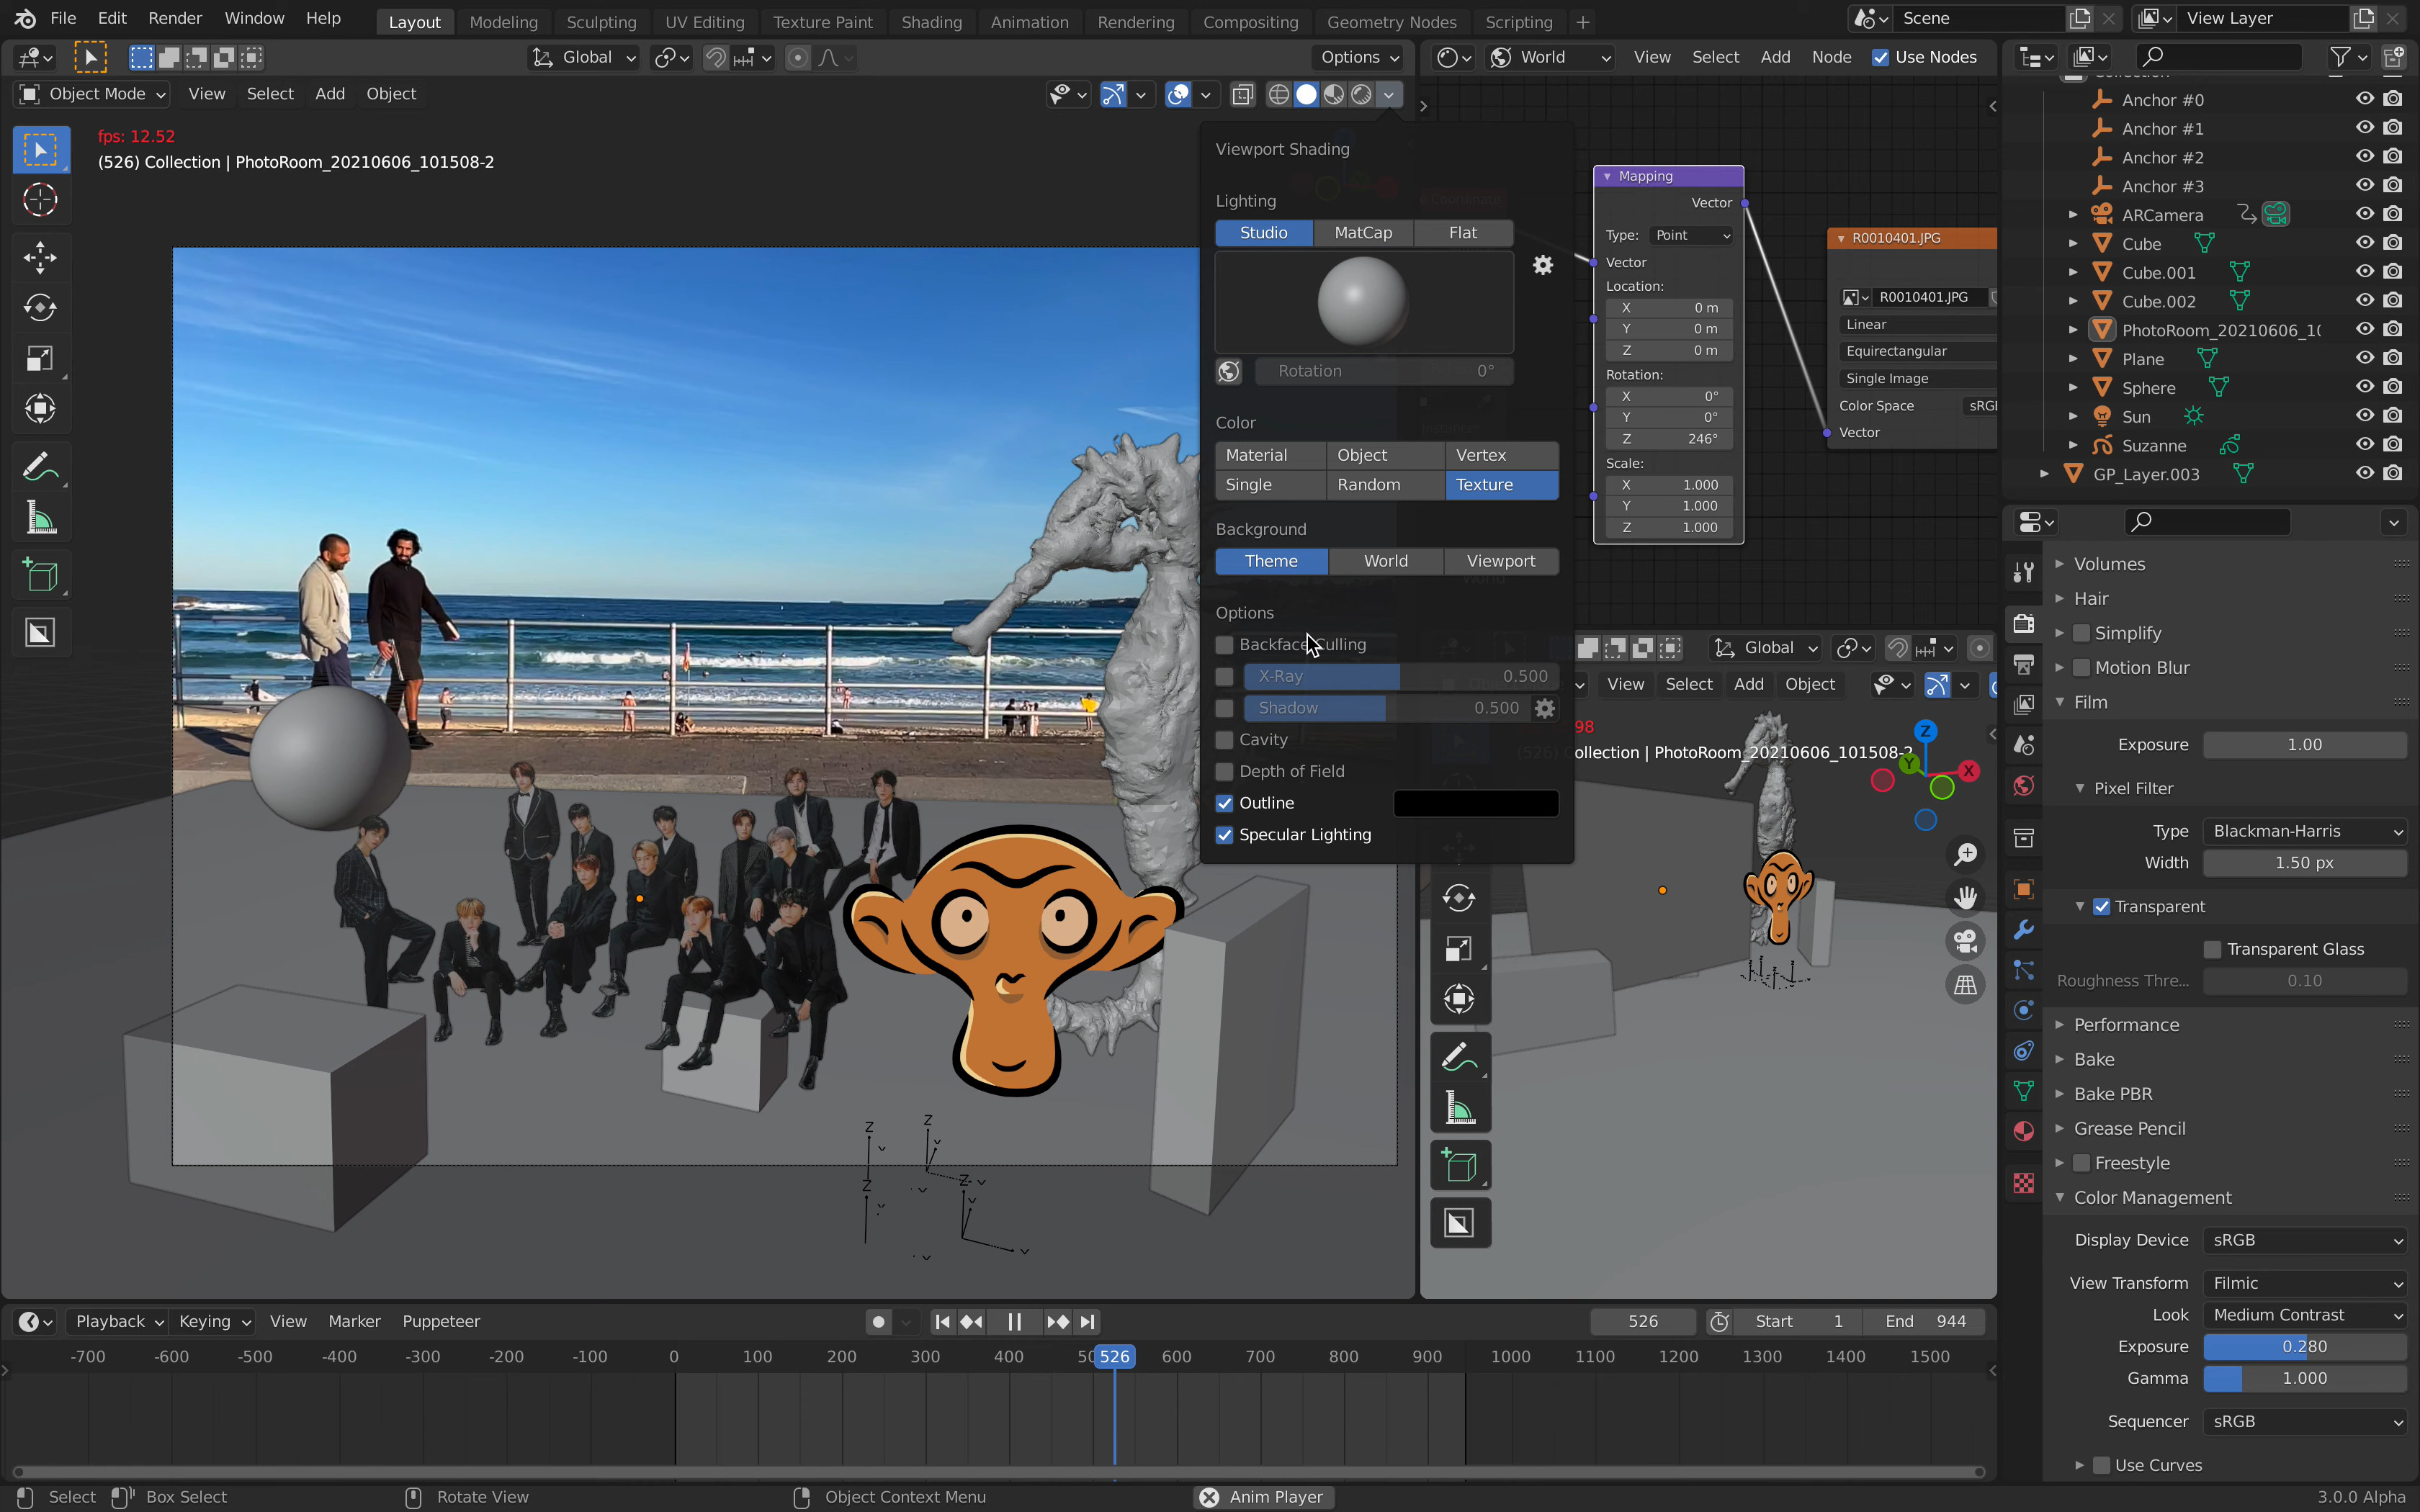 File Edit Render Window Help Layout Modeling Sculpting UV Editing Texture Paint Shading Animation Rendering Compositing Geometry Nodes Scripting + Scene View Layer
Global Options World View Select Add Node Use Nodes
Object Mode View Select Add Object
fps: 12.52
(526) Collection | PhotoRoom_20210606_101508-2
Viewport Shading
Lighting
Studio MatCap Flat
Rotation 0°
Color
Material Object Vertex
Single Random Texture
Background
Theme World Viewport
Options
Backface Culling
X-Ray 0.500
Shadow 0.500
Cavity
Depth of Field
Outline
Specular Lighting
Mapping
Vector
Type: Point
Vector
Location:
X 0 m
Y 0 m
Z 0 m
Rotation:
X 0°
Y 0°
Z 246°
Scale:
X 1.000
Y 1.000
Z 1.000
R0010401.JPG
R0010401.JPG
Linear
Equirectangular
Single Image
Color Space sRG
Vector
Global
View Select Add Object
98
(526) Collection | PhotoRoom_20210606_101508-2
Z
Y
X
Collection
Anchor #0
Anchor #1
Anchor #2
Anchor #3
ARCamera
Cube
Cube.001
Cube.002
PhotoRoom_20210606_1(
Plane
Sphere
Sun
Suzanne
GP_Layer.003
Volumes
Hair
Simplify
Motion Blur
Film
Exposure 1.00
Pixel Filter
Type Blackman-Harris
Width 1.50 px
Transparent
Transparent Glass
Roughness Thre... 0.10
Performance
Bake
Bake PBR
Grease Pencil
Freestyle
Color Management
Display Device sRGB
View Transform Filmic
Look Medium Contrast
Exposure 0.280
Gamma 1.000
Sequencer sRGB
Use Curves
Z
Z
Z
Z
Playback Keying View Marker Puppeteer 526 Start 1 End 944
-700 -600 -500 -400 -300 -200 -100 0 100 200 300 400 50 526 600 700 800 900 1000 1100 1200 1300 1400 1500
Select Box Select Rotate View Object Context Menu Anim Player 3.0.0 Alpha